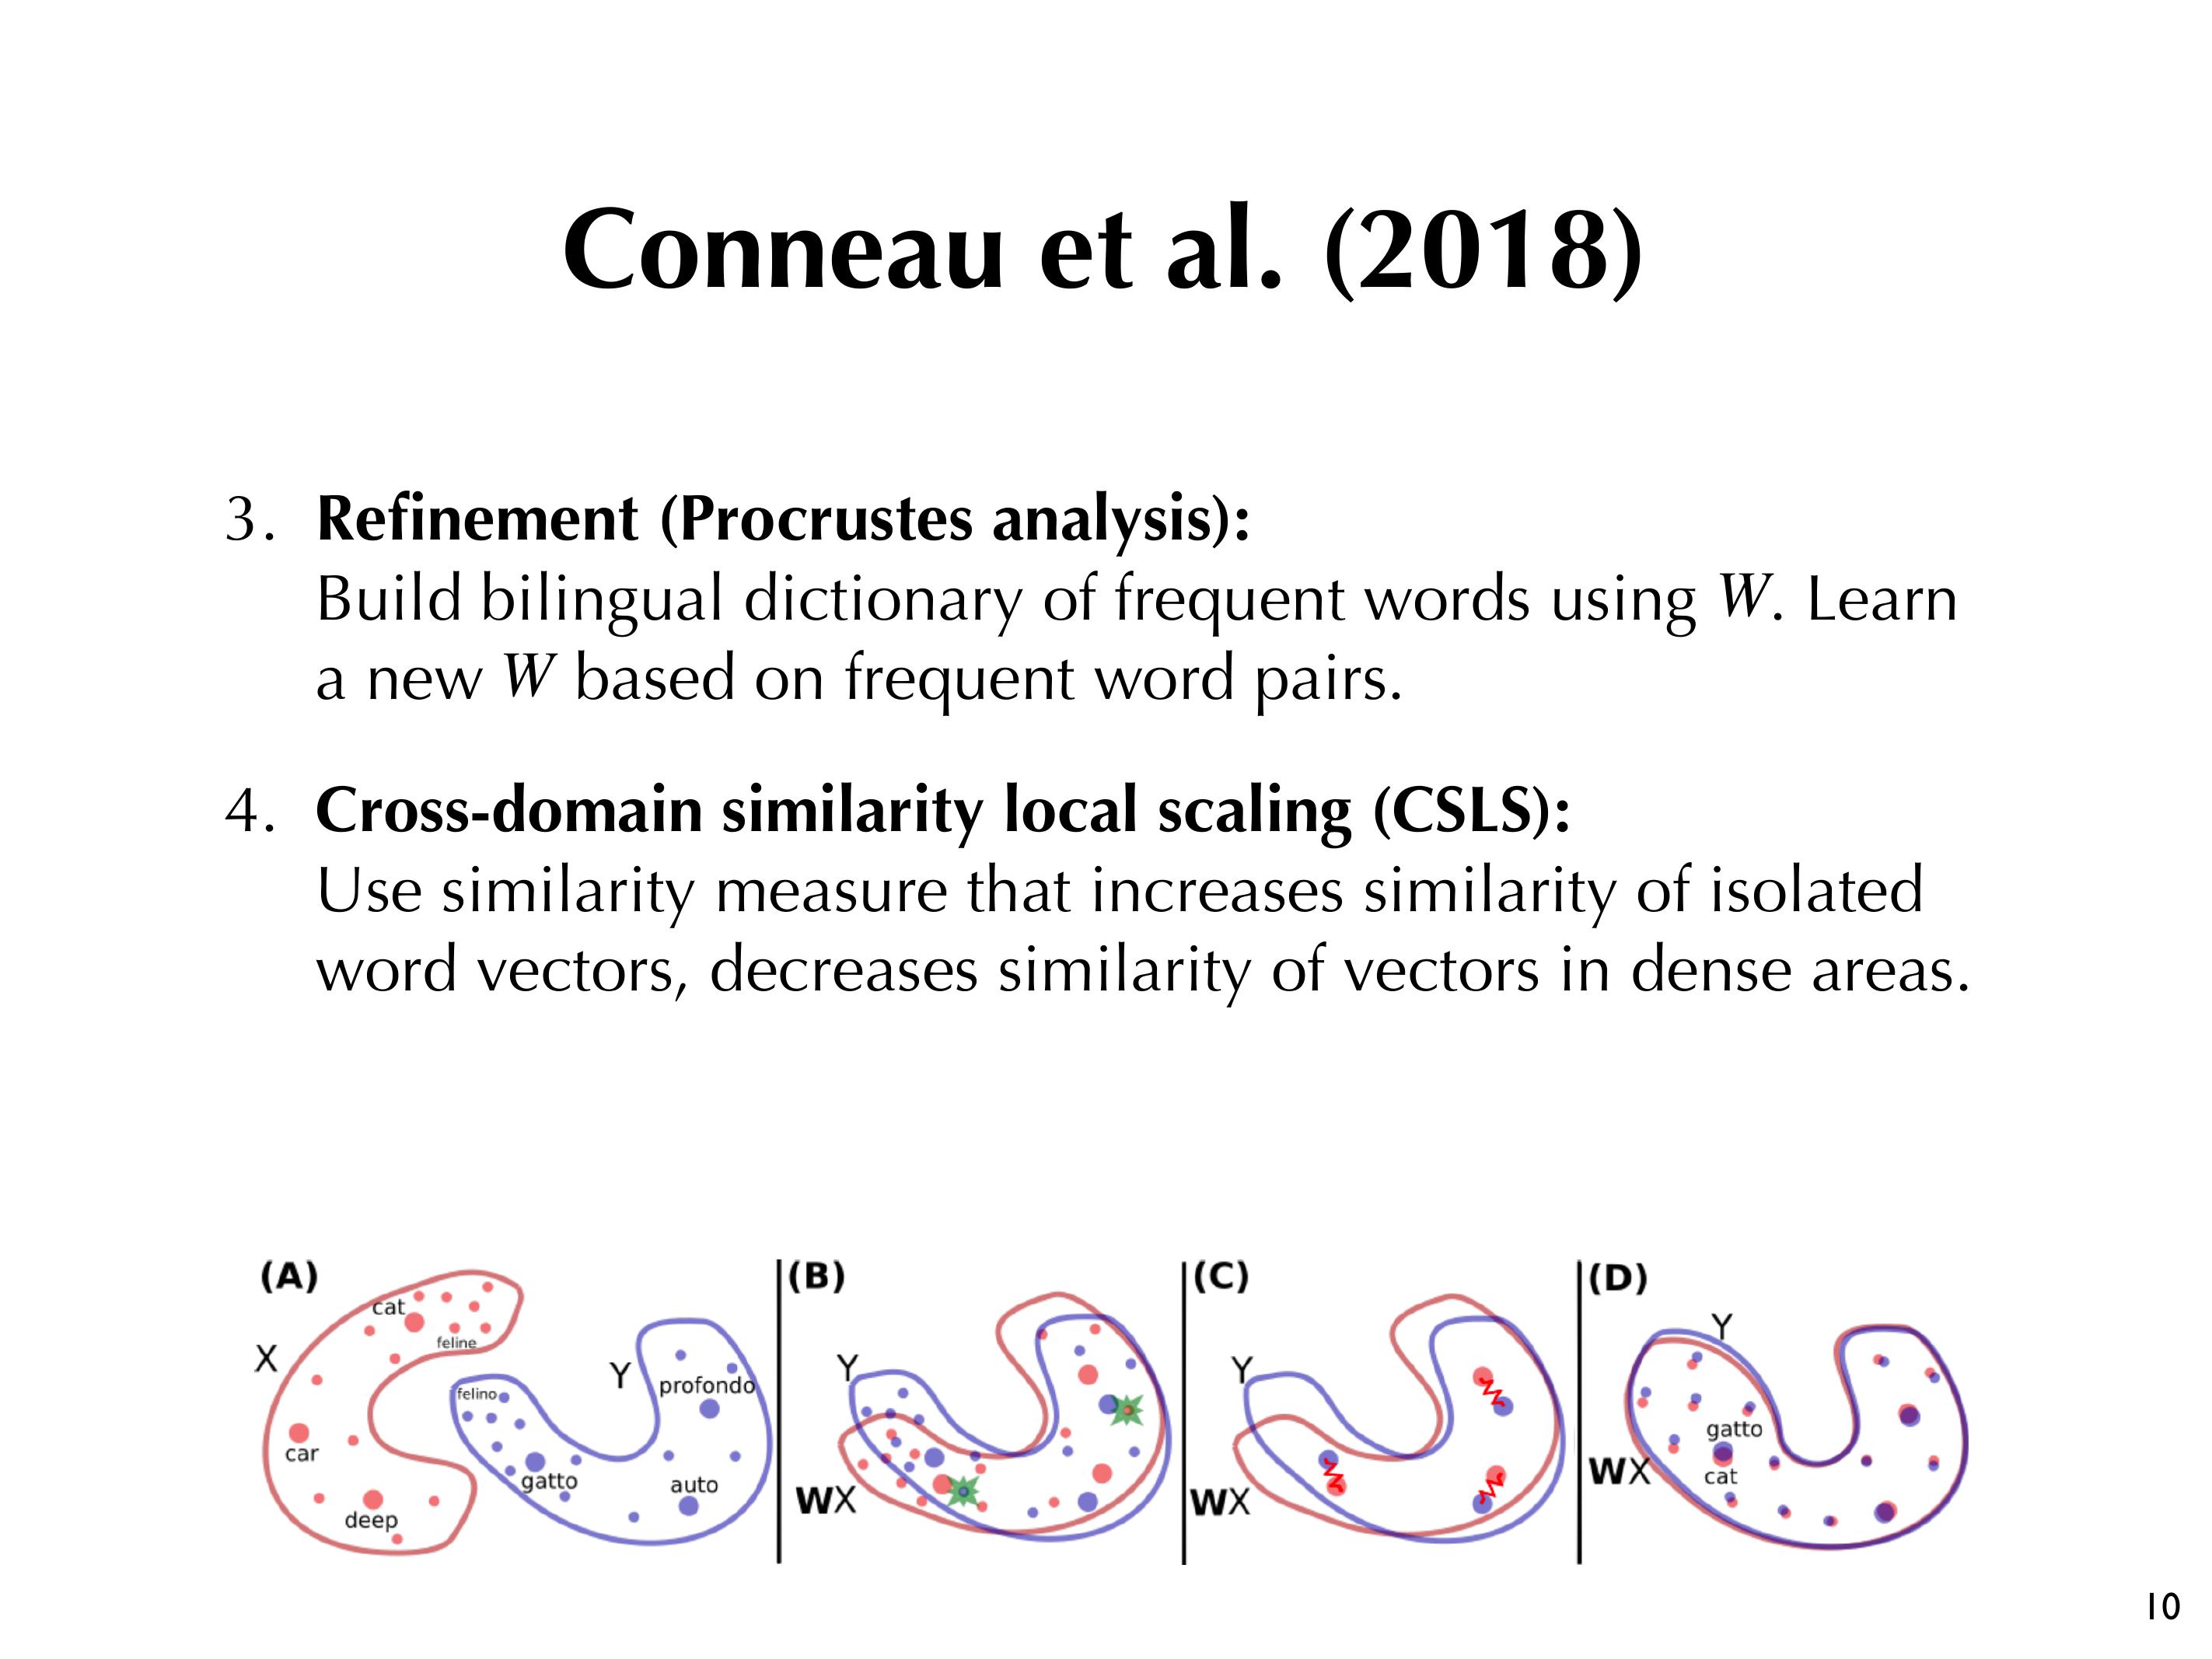 Conneau et al. (2018)
3. Refinement (Procrustes analysis):
Build bilingual dictionary of frequent words using W. Learn
a new W based on frequent word pairs.
4. Cross-domain similarity local scaling (CSLS):
Use similarity measure that increases similarity of isolated
word vectors, decreases similarity of vectors in dense areas.
(A)
cat
feline
X
car
deep
felino
Y
profondo
gatto
auto
(B)
Y
WX
(C)
Y
WX
(D)
Y
gatto
cat
WX
10